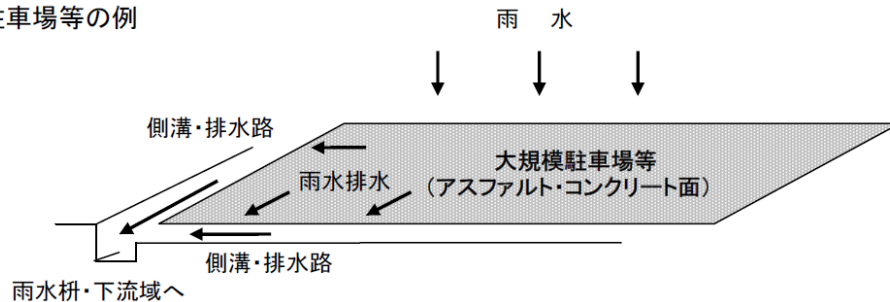 駐車場等の例
雨 水
側溝・排水路
大規模駐車場等
(アスファルト・コンクリート面)
雨水排水
側溝・排水路
雨水枡・下流域へ